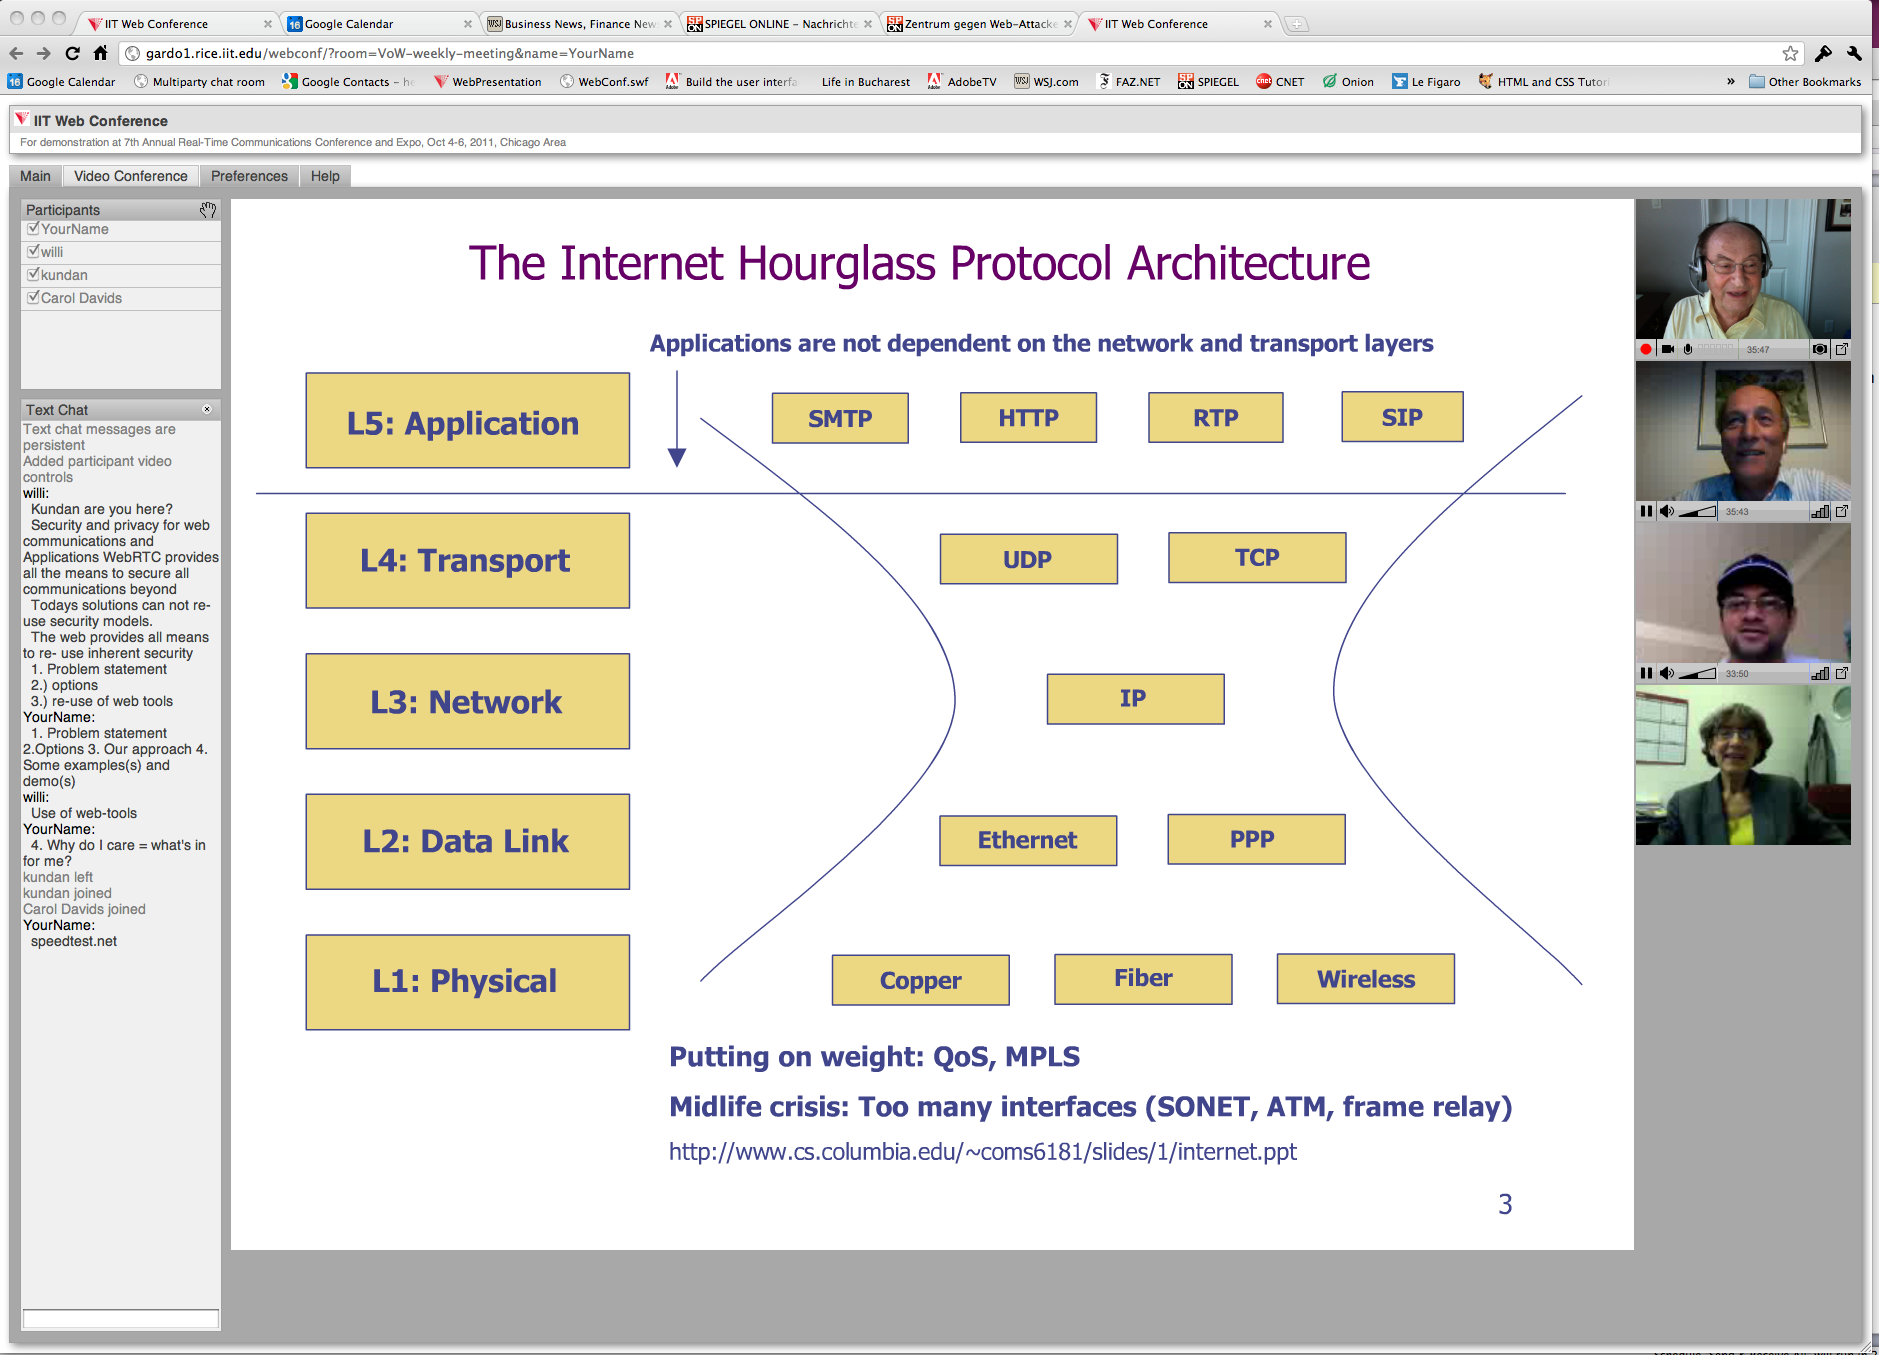 IIT Web Conference
Google Calendar
Business News, Finance New
SPIEGEL ONLINE – Nachrichte
Zentrum gegen Web-Attacke
IIT Web Conference
gardo1.rice.iit.edu/webconf/?room=VoW-weekly-meeting&name=YourName
Google Calendar
Multiparty chat room
Google Contacts – he
WebPresentation
WebConf.swf
Build the user interfa
Life in Bucharest
AdobeTV
WSJ.com
FAZ.NET
SPIEGEL
CNET
Onion
Le Figaro
HTML and CSS Tutori
»
Other Bookmarks
IIT Web Conference
For demonstration at 7th Annual Real-Time Communications Conference and Expo, Oct 4-6, 2011, Chicago Area
Main
Video Conference
Preferences
Help
Participants
YourName
willi
kundan
Carol Davids
Text Chat
Text chat messages are
persistent
Added participant video
controls
willi:
Kundan are you here?
Security and privacy for web
communications and
Applications WebRTC provides
all the means to secure all
communications beyond
Todays solutions can not re-
use security models.
The web provides all means
to re- use inherent security
1. Problem statement
2.) options
3.) re-use of web tools
YourName:
1. Problem statement
2.Options 3. Our approach 4.
Some examples(s) and
demo(s)
willi:
Use of web-tools
YourName:
4. Why do I care = what's in
for me?
kundan left
kundan joined
Carol Davids joined
YourName:
speedtest.net
The Internet Hourglass Protocol Architecture
Applications are not dependent on the network and transport layers
L5: Application
SMTP
HTTP
RTP
SIP
L4: Transport
UDP
TCP
L3: Network
IP
L2: Data Link
Ethernet
PPP
L1: Physical
Copper
Fiber
Wireless
Putting on weight: QoS, MPLS
Midlife crisis: Too many interfaces (SONET, ATM, frame relay)
http://www.cs.columbia.edu/~coms6181/slides/1/internet.ppt
3
35:47
35:43
33:50